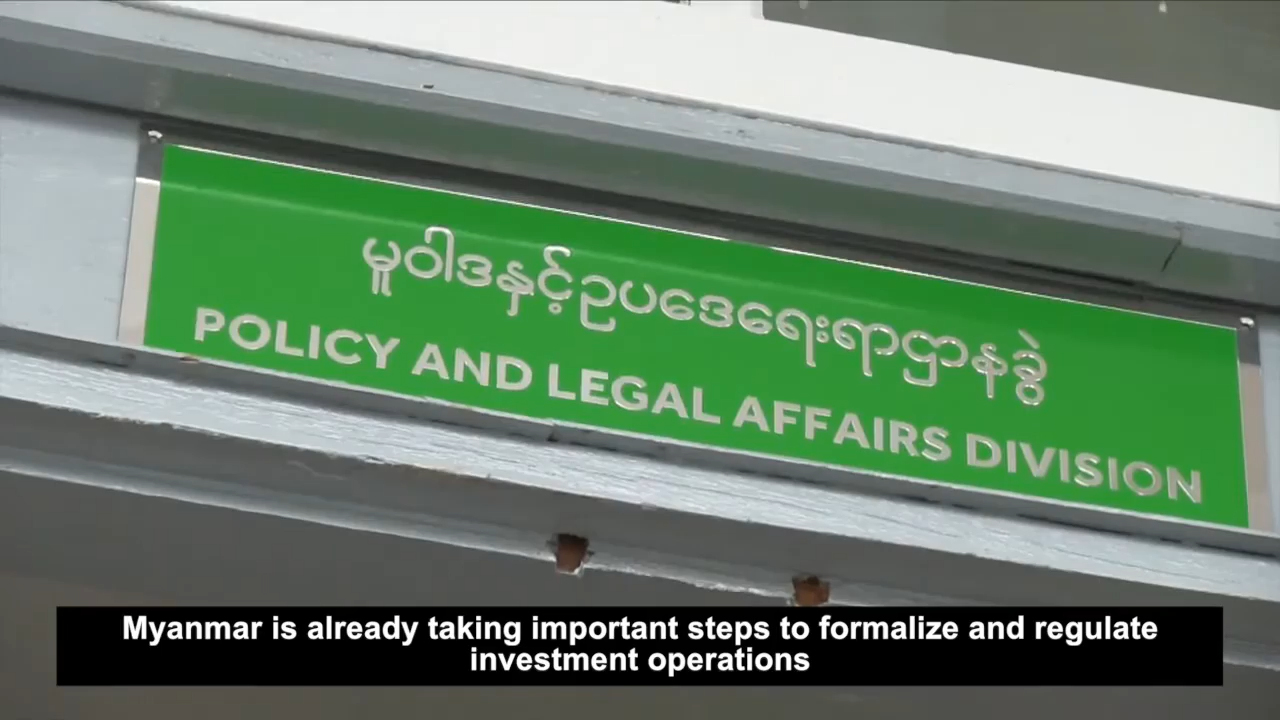 မူဝါဒနှင့်ဥပဒေရေးရာဌာနခွဲ
POLICY AND LEGAL AFFAIRS DIVISION
Myanmar is already taking important steps to formalize and regulate
investment operations